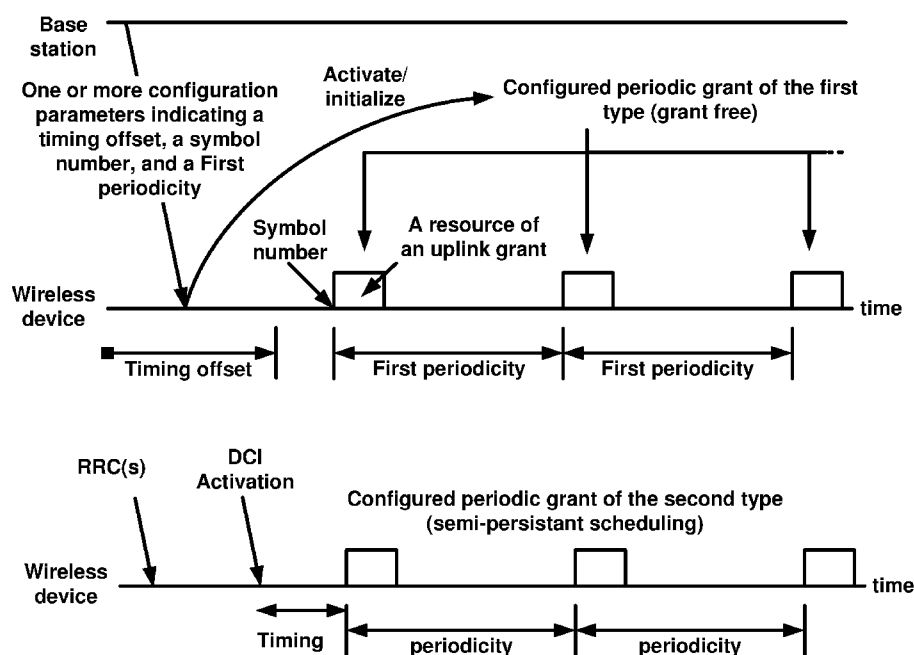 Base
station
One or more configuration
parameters indicating a
timing offset, a symbol
number, and a First
periodicity
Activate/
initialize
Configured periodic grant of the first
type (grant free)
Symbol
number
A resource of
an uplink grant
Wireless
device
time
Timing offset
First periodicity
First periodicity
RRC(s)
DCI
Activation
Configured periodic grant of the second type
(semi-persistant scheduling)
Wireless
device
time
Timing
periodicity
periodicity